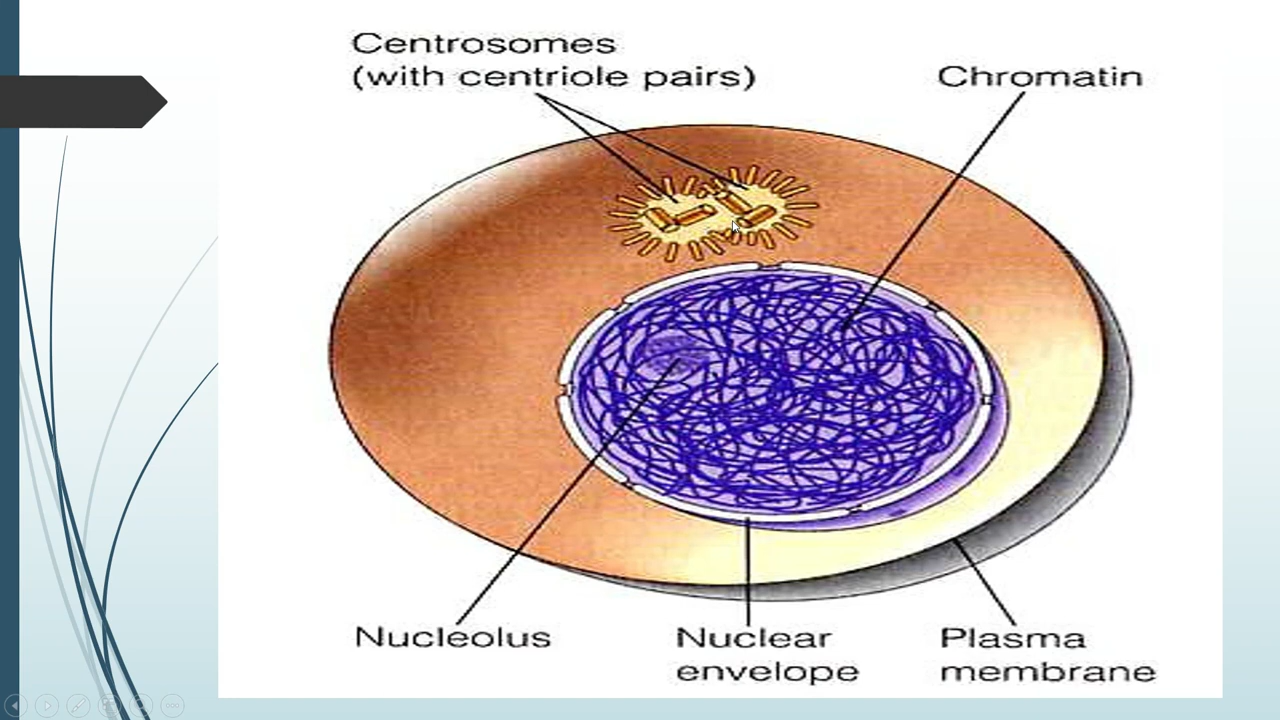 Centrosomes
(with centriole pairs)
Chromatin
Nucleolus
Nuclear
envelope
Plasma
membrane